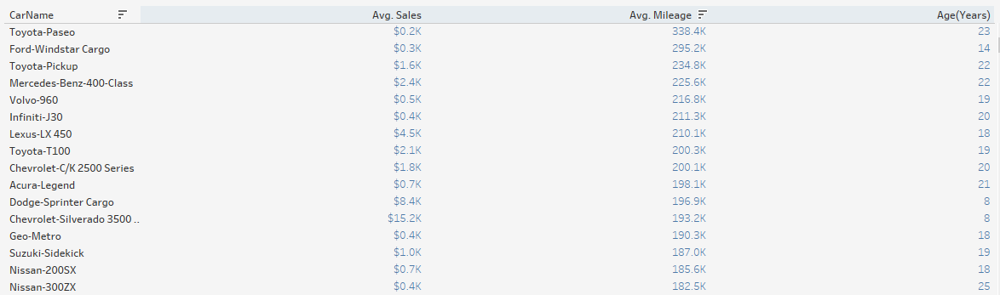 CarName Avg. Sales Avg. Mileage Age(Years)
Toyota-Paseo $0.2K 338.4K 23
Ford-Windstar Cargo $0.3K 295.2K 14
Toyota-Pickup $1.6K 234.8K 22
Mercedes-Benz-400-Class $2.4K 225.6K 22
Volvo-960 $0.5K 216.8K 19
Infiniti-J30 $0.4K 211.3K 20
Lexus-LX 450 $4.5K 210.1K 18
Toyota-T100 $2.1K 200.3K 19
Chevrolet-C/K 2500 Series $1.8K 200.1K 20
Acura-Legend $0.7K 198.1K 21
Dodge-Sprinter Cargo $8.4K 196.9K 8
Chevrolet-Silverado 3500 .. $15.2K 193.2K 8
Geo-Metro $0.4K 190.3K 18
Suzuki-Sidekick $1.0K 187.0K 19
Nissan-200SX $0.7K 185.6K 18
Nissan-300ZX $0.4K 182.5K 25